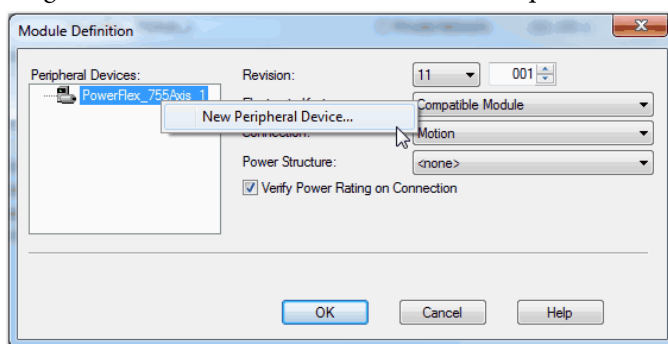 Module Definition
Peripheral Devices:
PowerFlex_755Axis_1
New Peripheral Device...
Revision:
11
001
Compatible Module
Connection:
Motion
Power Structure:
<none>
Verify Power Rating on Connection
OK
Cancel
Help